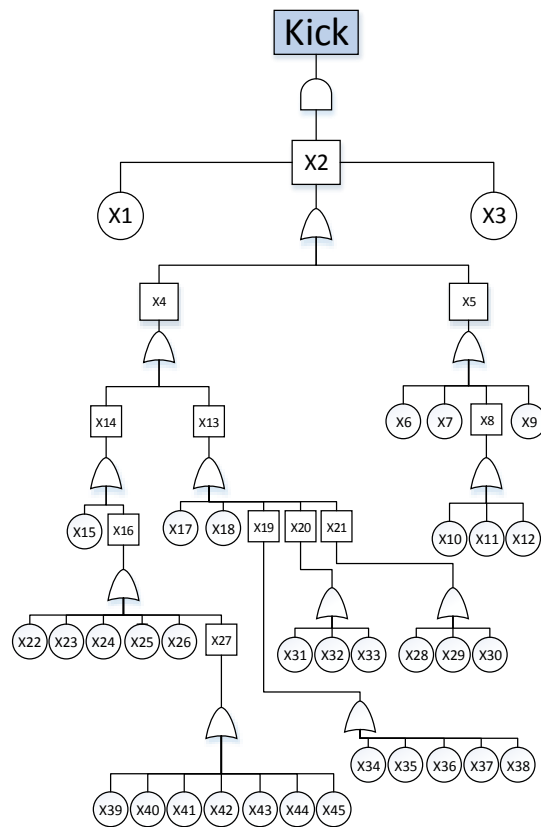 Kick
X2
X1 X3
X4 X5
X14 X13 X6 X7 X8 X9
X15 X16 X17 X18 X19 X20 X21 X10 X11 X12
X22 X23 X24 X25 X26 X27 X31 X32 X33 X28 X29 X30
X34 X35 X36 X37 X38
X39 X40 X41 X42 X43 X44 X45